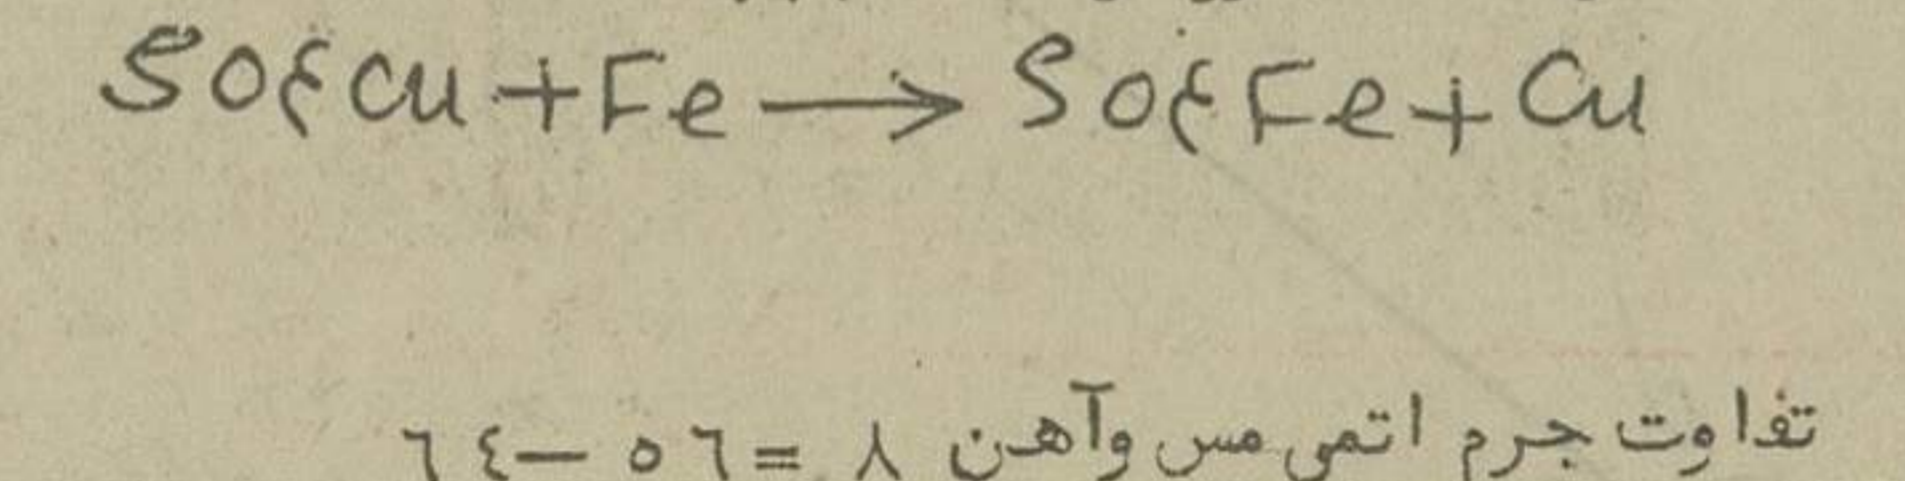 SO٤Cu + Fe → SO٤Fe + Cu
تفاوت جرم اتمی مس وآهن ٨ = ٥٦ – ٦٤